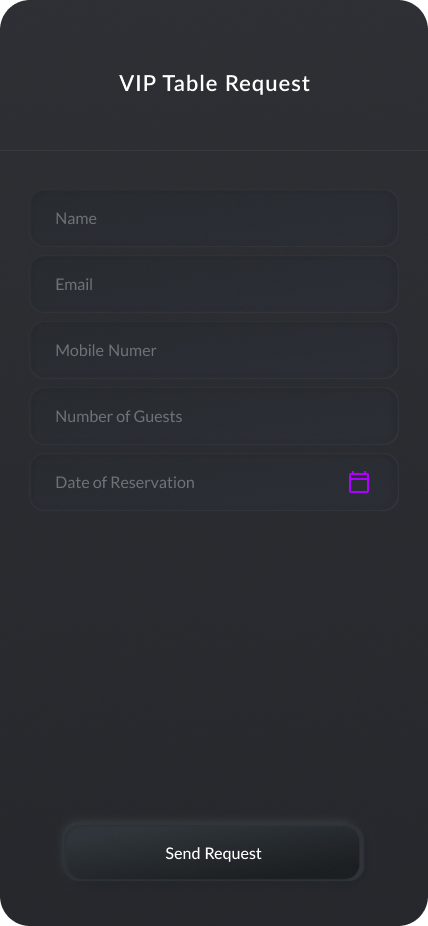 VIP Table Request
Name
Email
Mobile Numer
Number of Guests
Date of Reservation
Send Request